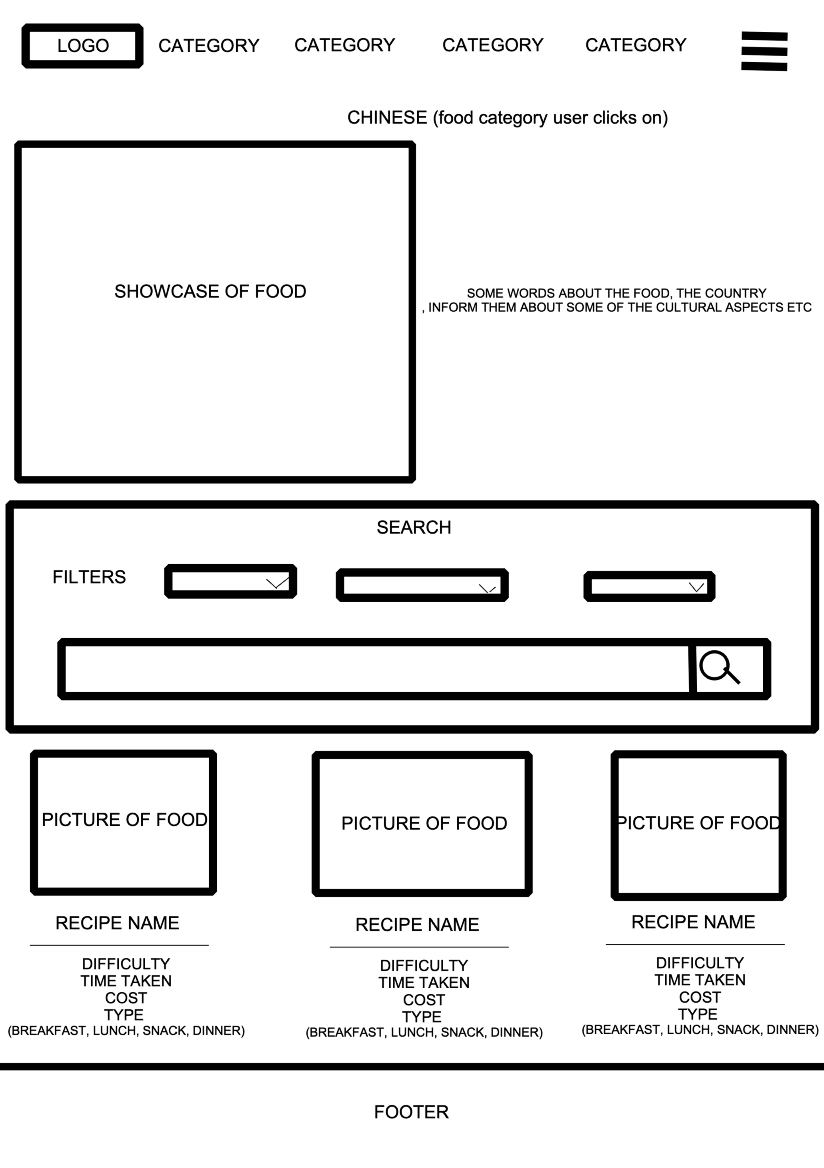 LOGO CATEGORY CATEGORY CATEGORY CATEGORY
CHINESE (food category user clicks on)
SHOWCASE OF FOOD
SOME WORDS ABOUT THE FOOD, THE COUNTRY
, INFORM THEM ABOUT SOME OF THE CULTURAL ASPECTS ETC
SEARCH
FILTERS
PICTURE OF FOOD
RECIPE NAME
DIFFICULTY
TIME TAKEN
COST
TYPE
(BREAKFAST, LUNCH, SNACK, DINNER)
PICTURE OF FOOD
RECIPE NAME
DIFFICULTY
TIME TAKEN
COST
TYPE
(BREAKFAST, LUNCH, SNACK, DINNER)
PICTURE OF FOOD
RECIPE NAME
DIFFICULTY
TIME TAKEN
COST
TYPE
(BREAKFAST, LUNCH, SNACK, DINNER)
FOOTER